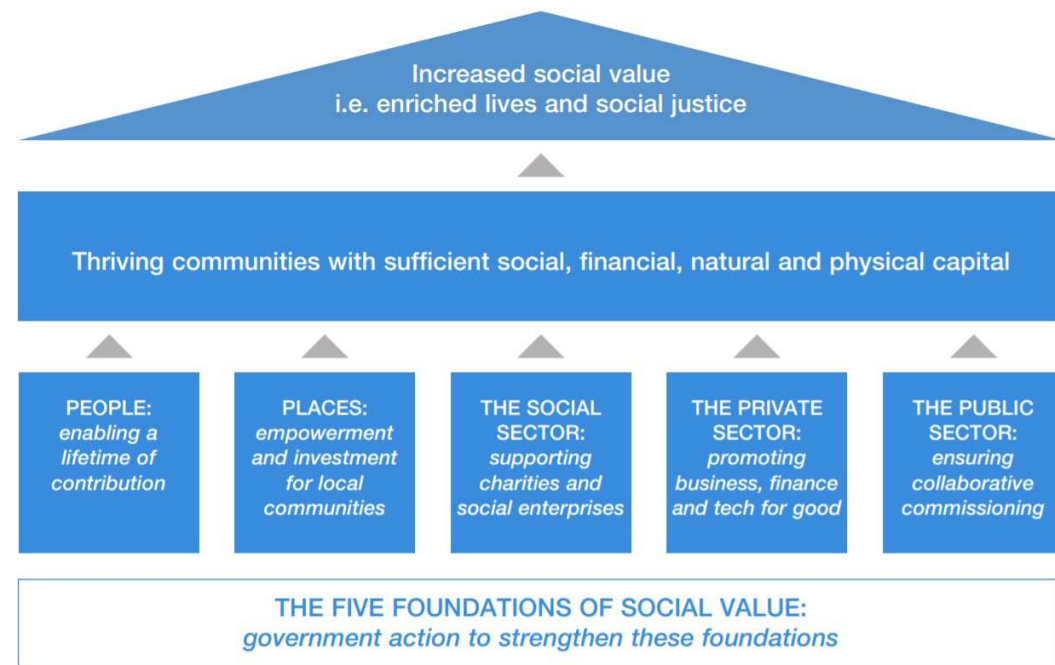 Increased social value
i.e. enriched lives and social justice
Thriving communities with sufficient social, financial, natural and physical capital
PEOPLE:
enabling a
lifetime of
contribution
PLACES:
empowerment
and investment
for local
communities
THE SOCIAL
SECTOR:
supporting
charities and
social enterprises
THE PRIVATE
SECTOR:
promoting
business, finance
and tech for good
THE PUBLIC
SECTOR:
ensuring
collaborative
commissioning
THE FIVE FOUNDATIONS OF SOCIAL VALUE:
government action to strengthen these foundations